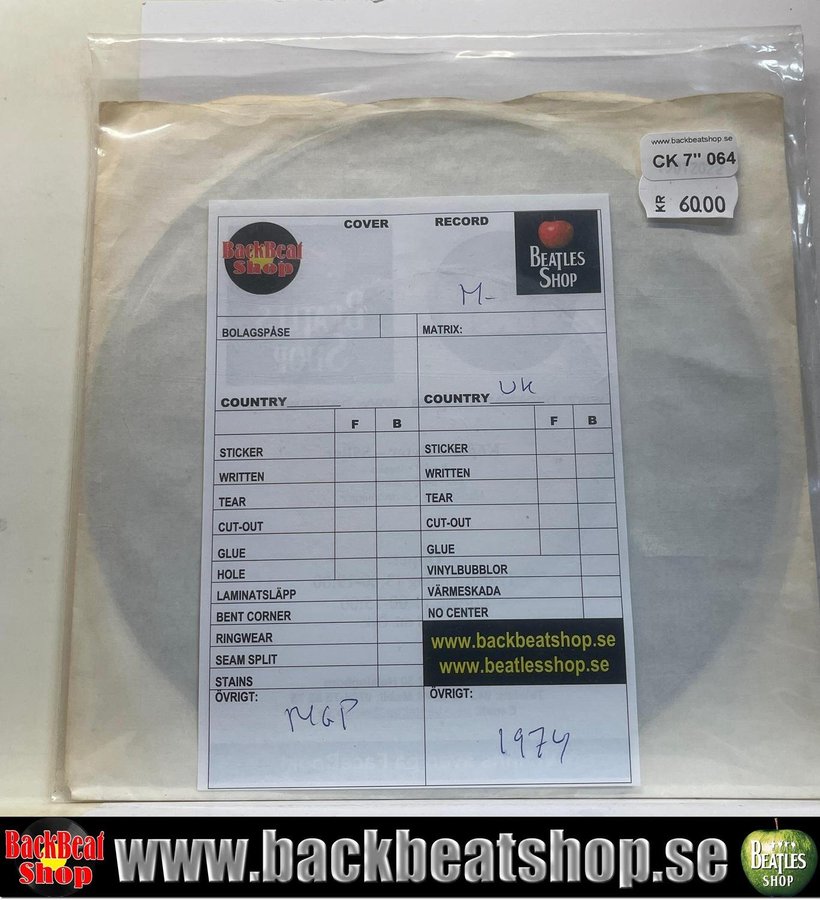 www.backbeatshop.se
CK 7" 064
KR 60.00
COVER RECORD
BackBeat
Shop
BEATLES
SHOP
M-
BOLAGSPÅSE MATRIX:
COUNTRY______ COUNTRY UK
F B F B
STICKER STICKER
WRITTEN WRITTEN
TEAR TEAR
CUT-OUT CUT-OUT
GLUE GLUE
HOLE VINYLBUBBLOR
LAMINATSLÄPP VÄRMESKADA
BENT CORNER NO CENTER
RINGWEAR www.backbeatshop.se
SEAM SPLIT www.beatlesshop.se
STAINS
ÖVRIGT: ÖVRIGT:
MGP 1974
BackBeat
Shop
www.backbeatshop.se
BEATLES
SHOP